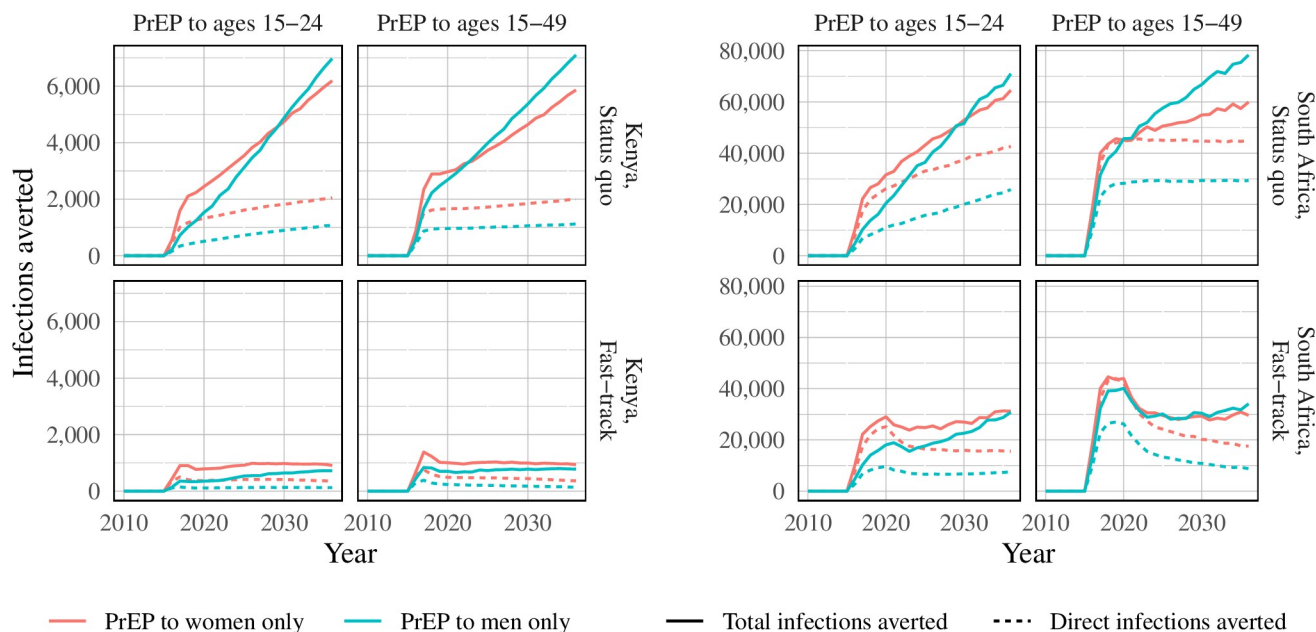 PrEP to ages 15−24
PrEP to ages 15−49
PrEP to ages 15−24
PrEP to ages 15−49
Infections averted
6,000
4,000
2,000
0
Kenya,
Status quo
80,000
60,000
40,000
20,000
0
South Africa,
Status quo
6,000
4,000
2,000
0
Kenya,
Fast−track
80,000
60,000
40,000
20,000
0
South Africa,
Fast−track
2010 2020 2030
2010 2020 2030
2010 2020 2030
2010 2020 2030
Year
Year
PrEP to women only
PrEP to men only
Total infections averted
Direct infections averted